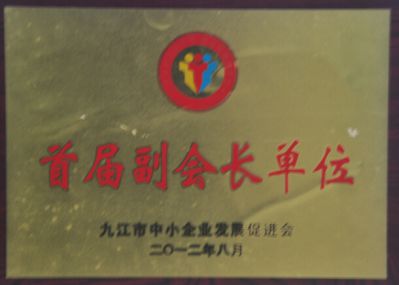 首届副会长单位
九江市中小企业发展促进会
二〇一二年八月